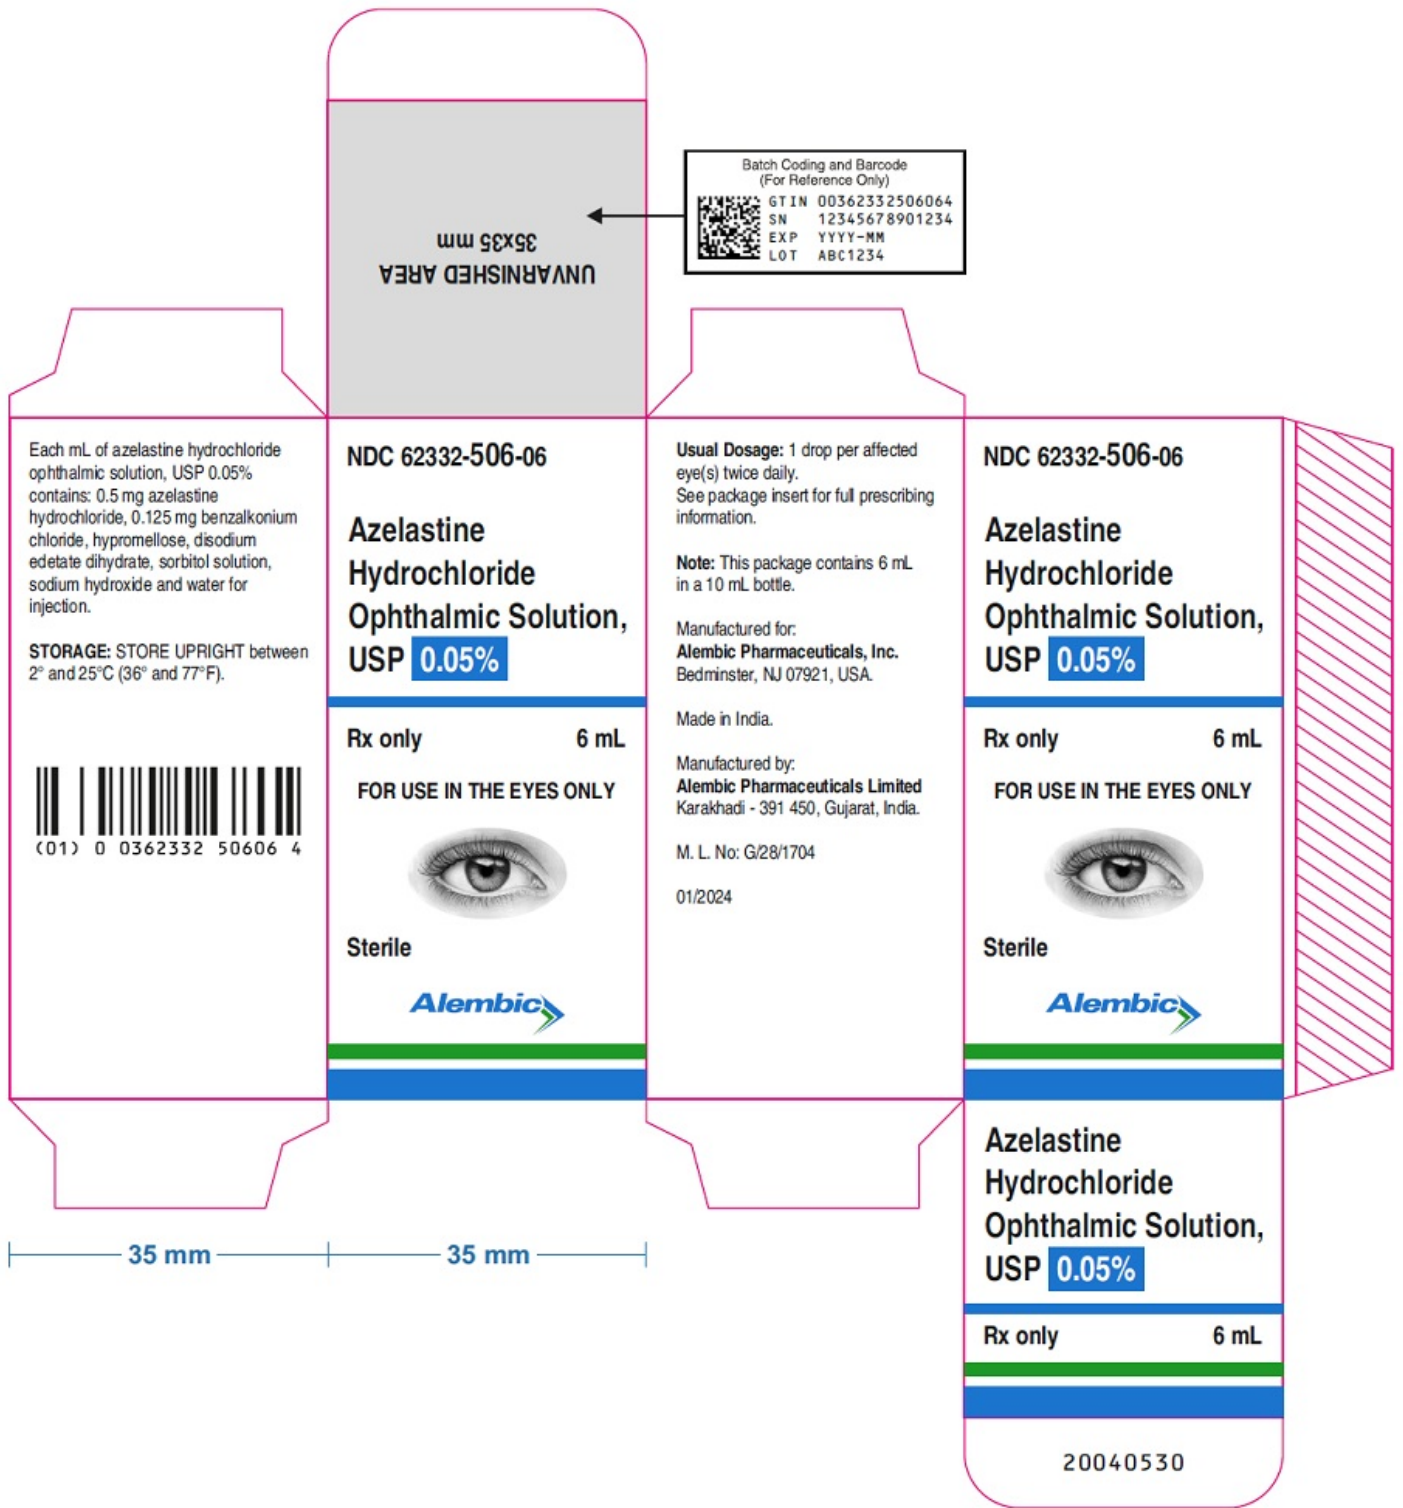 UNVARNISHED AREA
35x35 mm
Batch Coding and Barcode
(For Reference Only)
GTIN 00362332506064
SN 12345678901234
EXP YYYY-MM
LOT ABC1234
Each mL of azelastine hydrochloride
ophthalmic solution, USP 0.05%
contains: 0.5 mg azelastine
hydrochloride, 0.125 mg benzalkonium
chloride, hypromellose, disodium
edetate dihydrate, sorbitol solution,
sodium hydroxide and water for
injection.
STORAGE: STORE UPRIGHT between
2° and 25°C (36° and 77°F).
(01) 0 0362332 50606 4
NDC 62332-506-06
Azelastine
Hydrochloride
Ophthalmic Solution,
USP 0.05%
Rx only 6 mL
FOR USE IN THE EYES ONLY
Sterile
Alembic
Usual Dosage: 1 drop per affected
eye(s) twice daily.
See package insert for full prescribing
information.
Note: This package contains 6 mL
in a 10 mL bottle.
Manufactured for:
Alembic Pharmaceuticals, Inc.
Bedminster, NJ 07921, USA.
Made in India.
Manufactured by:
Alembic Pharmaceuticals Limited
Karakhadi - 391 450, Gujarat, India.
M. L. No: G/28/1704
01/2024
NDC 62332-506-06
Azelastine
Hydrochloride
Ophthalmic Solution,
USP 0.05%
Rx only 6 mL
FOR USE IN THE EYES ONLY
Sterile
Alembic
Azelastine
Hydrochloride
Ophthalmic Solution,
USP 0.05%
Rx only 6 mL
20040530
35 mm
35 mm